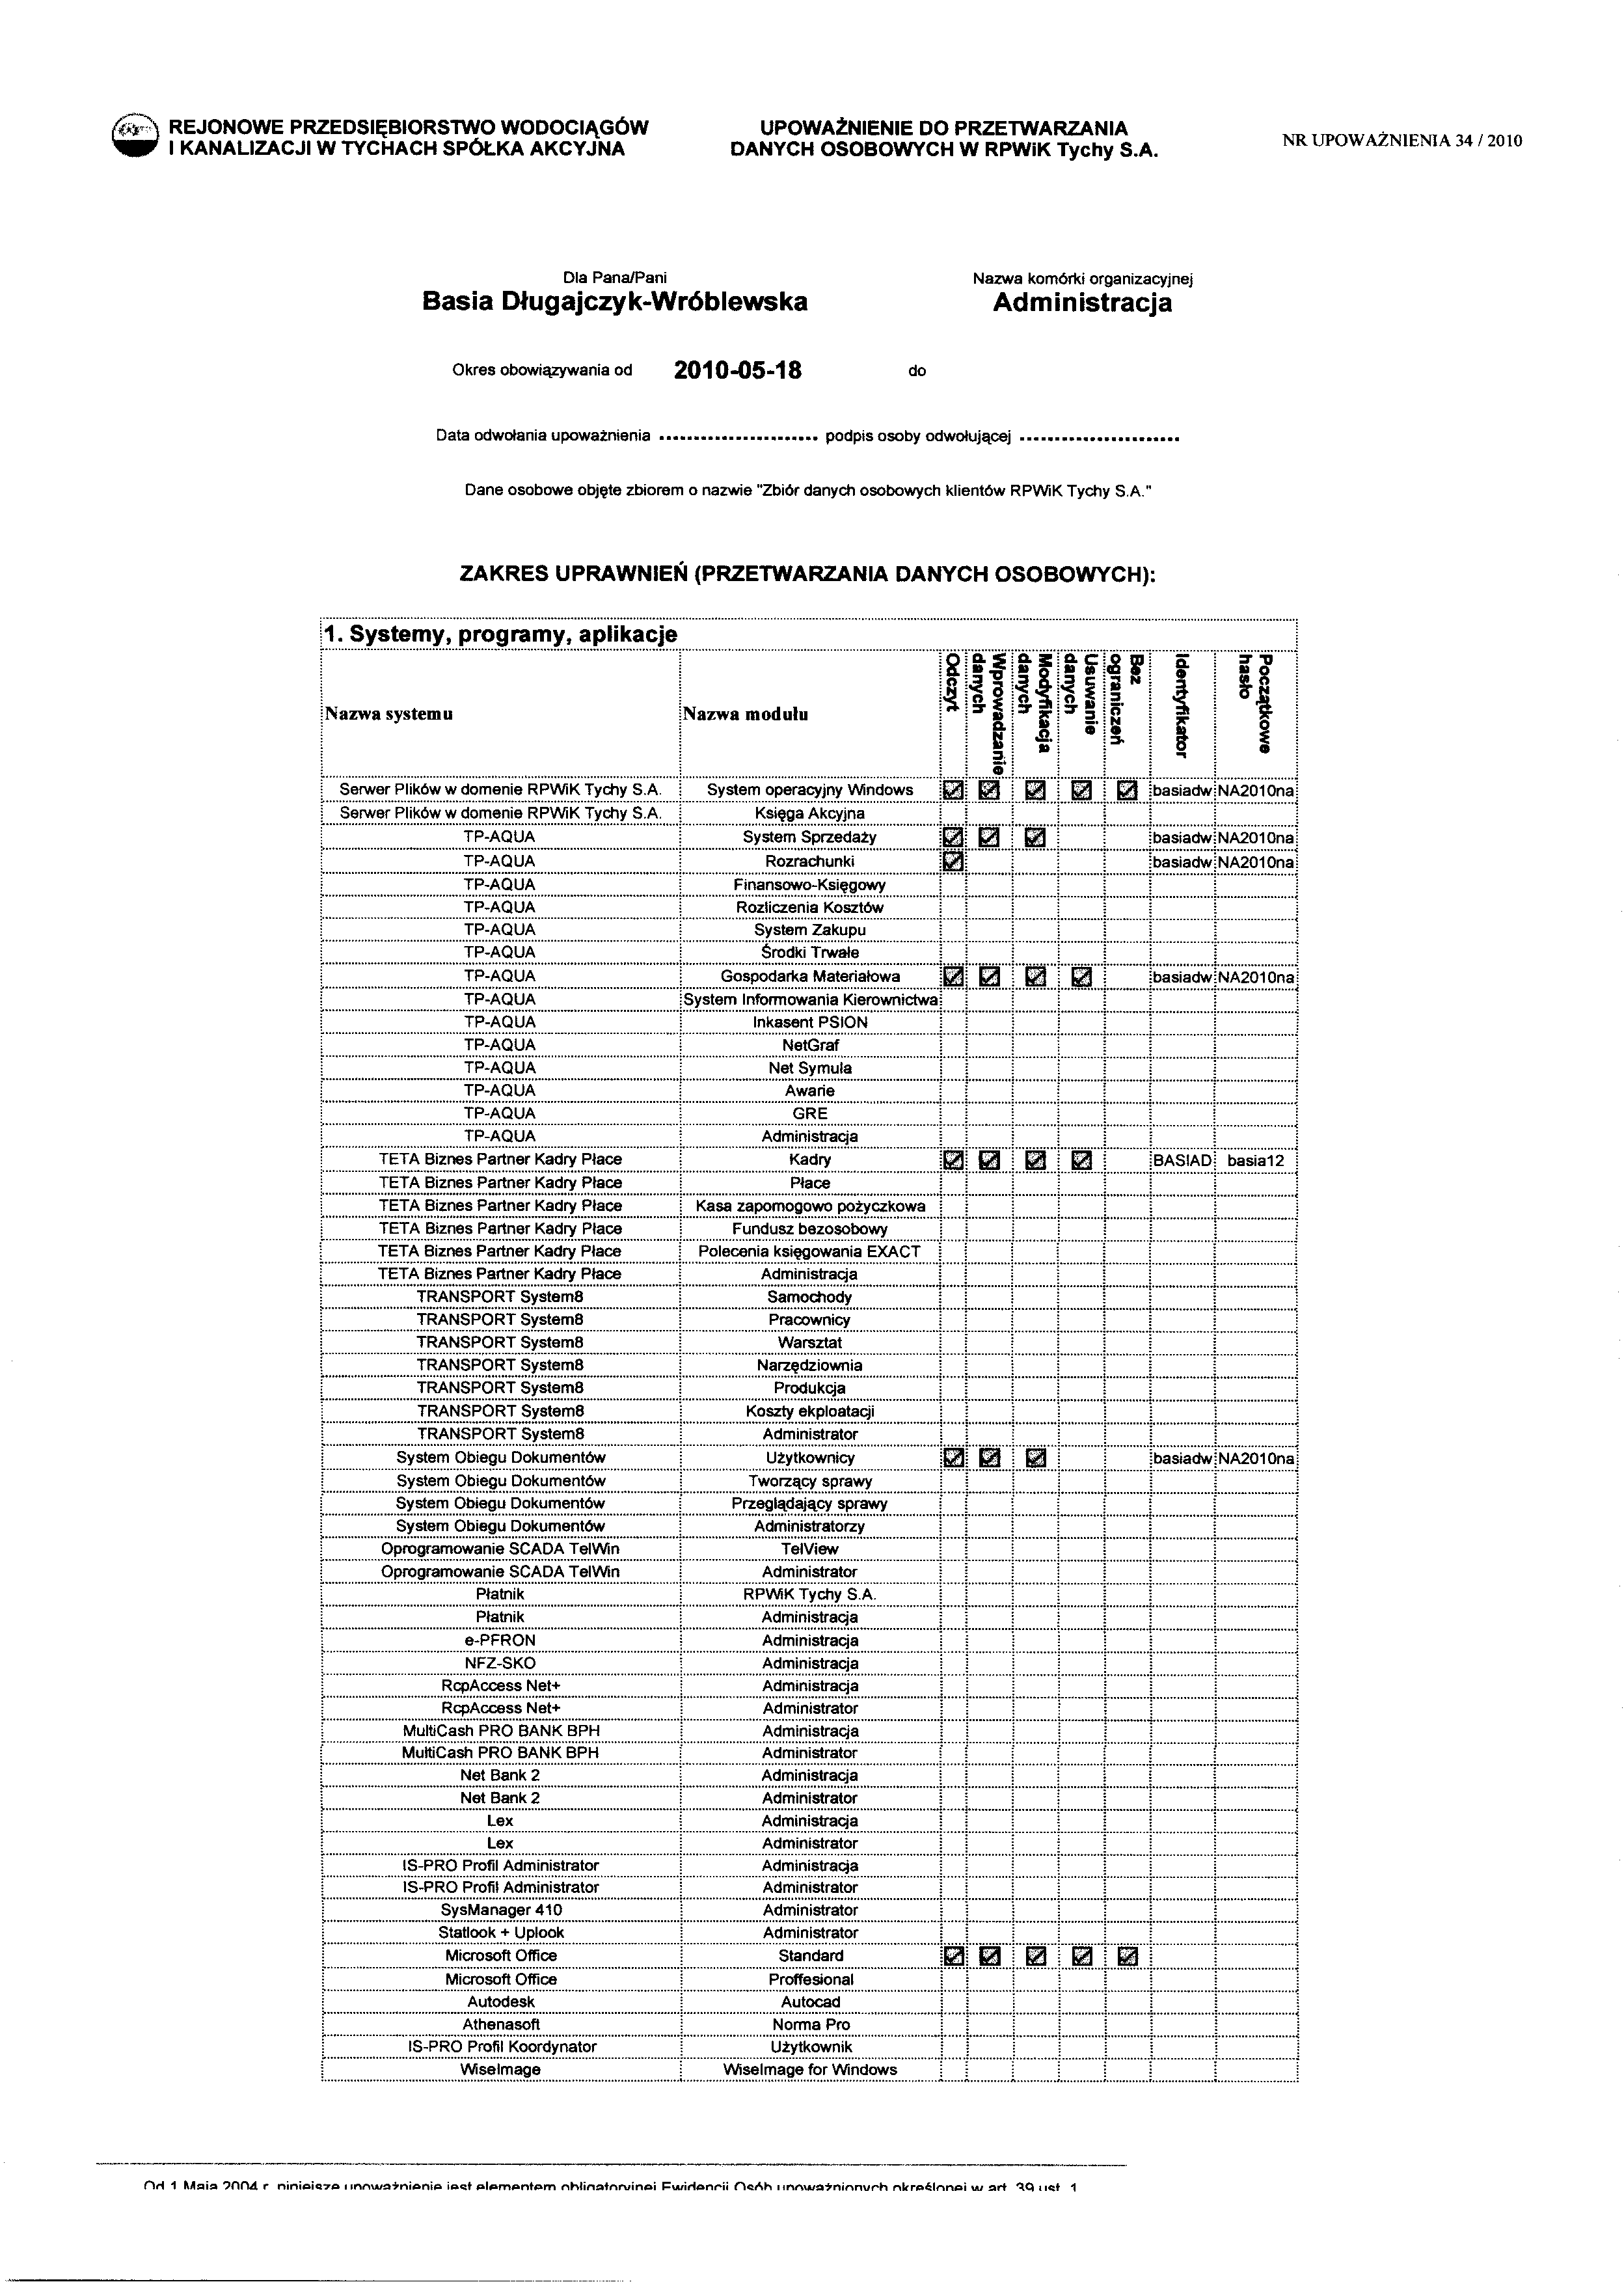 REJONOWE PRZEDSIĘBIORSTWO WODOCIĄGÓW
I KANALIZACJI W TYCHACH SPÓŁKA AKCYJNA
UPOWAŻNIENIE DO PRZETWARZANIA
DANYCH OSOBOWYCH W RPWiK Tychy S.A.
NR UPOWAŻNIENIA 34 / 2010
Dla Pana/Pani
Basia Długajczyk-Wróblewska
Nazwa komórki organizacyjnej
Administracja
Okres obowiązywania od 2010-05-18 do
Data odwołania upoważnienia ....................... podpis osoby odwołującej .......................
Dane osobowe objęte zbiorem o nazwie "Zbiór danych osobowych klientów RPWiK Tychy S.A."
ZAKRES UPRAWNIEŃ (PRZETWARZANIA DANYCH OSOBOWYCH):
1. Systemy, programy, aplikacje
Nazwa systemu Nazwa modułu Odczyt Wprowadzanie danych Modyfikacja danych Usuwanie danych Bez ograniczeń Identyfikator Początkowe hasło
Serwer Plików w domenie RPWiK Tychy S.A. System operacyjny Windows basiadw NA2010na
Serwer Plików w domenie RPWiK Tychy S.A. Księga Akcyjna
TP-AQUA System Sprzedaży basiadw NA2010na
TP-AQUA Rozrachunki basiadw NA2010na
TP-AQUA Finansowo-Księgowy
TP-AQUA Rozliczenia Kosztów
TP-AQUA System Zakupu
TP-AQUA Środki Trwałe
TP-AQUA Gospodarka Materiałowa basiadw NA2010na
TP-AQUA System Informowania Kierownictwa
TP-AQUA Inkasent PSION
TP-AQUA NetGraf
TP-AQUA Net Symula
TP-AQUA Awarie
TP-AQUA GRE
TP-AQUA Administracja
TETA Biznes Partner Kadry Płace Kadry BASIAD basia12
TETA Biznes Partner Kadry Płace Płace
TETA Biznes Partner Kadry Płace Kasa zapomogowo pożyczkowa
TETA Biznes Partner Kadry Płace Fundusz bezosobowy
TETA Biznes Partner Kadry Płace Polecenia księgowania EXACT
TETA Biznes Partner Kadry Płace Administracja
TRANSPORT System8 Samochody
TRANSPORT System8 Pracownicy
TRANSPORT System8 Warsztat
TRANSPORT System8 Narzędziownia
TRANSPORT System8 Produkcja
TRANSPORT System8 Koszty ekploatacji
TRANSPORT System8 Administrator
System Obiegu Dokumentów Użytkownicy basiadw NA2010na
System Obiegu Dokumentów Tworzący sprawy
System Obiegu Dokumentów Przeglądający sprawy
System Obiegu Dokumentów Administratorzy
Oprogramowanie SCADA TelWin TelView
Oprogramowanie SCADA TelWin Administrator
Płatnik RPWiK Tychy S.A.
Płatnik Administracja
e-PFRON Administracja
NFZ-SKO Administracja
RcpAccess Net+ Administracja
RcpAccess Net+ Administrator
MultiCash PRO BANK BPH Administracja
MultiCash PRO BANK BPH Administrator
Net Bank 2 Administracja
Net Bank 2 Administrator
Lex Administracja
Lex Administrator
IS-PRO Profil Administrator Administracja
IS-PRO Profil Administrator Administrator
SysManager 410 Administrator
Statlook + Uplook Administrator
Microsoft Office Standard
Microsoft Office Proffesional
Autodesk Autocad
Athenasoft Norma Pro
IS-PRO Profil Koordynator Użytkownik
WiseImage WiseImage for Windows
Od 1 Maja 2004 r. niniejsze upoważnienie jest elementem obligatoryjnej Ewidencji Osób upoważnionych określonej w art. 39 ust. 1